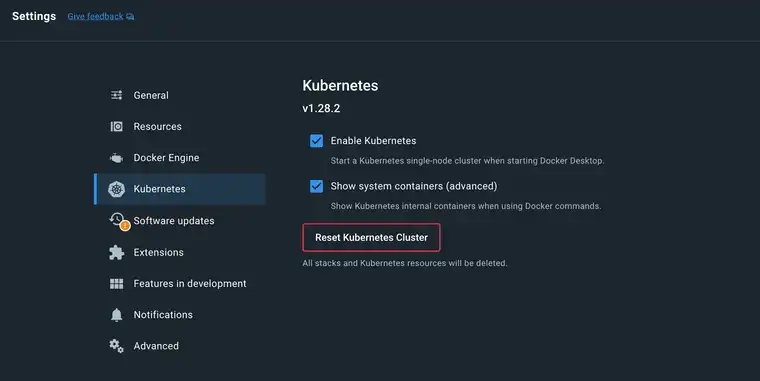 Settings
Give feedback
General
Resources
Docker Engine
Kubernetes
Software updates
Extensions
Features in development
Notifications
Advanced
Kubernetes
v1.28.2
Enable Kubernetes
Start a Kubernetes single-node cluster when starting Docker Desktop.
Show system containers (advanced)
Show Kubernetes internal containers when using Docker commands.
Reset Kubernetes Cluster
All stacks and Kubernetes resources will be deleted.